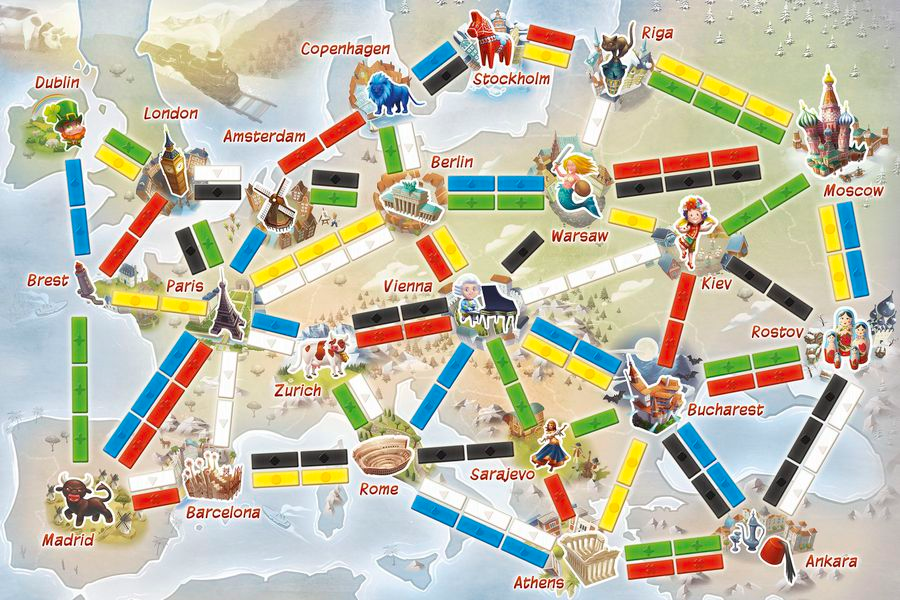 Copenhagen
Riga
Stockholm
Dublin
London
Amsterdam
Berlin
Moscow
Warsaw
Brest
Paris
Vienna
Kiev
Rostov
Zurich
Bucharest
Sarajevo
Rome
Barcelona
Madrid
Athens
Ankara